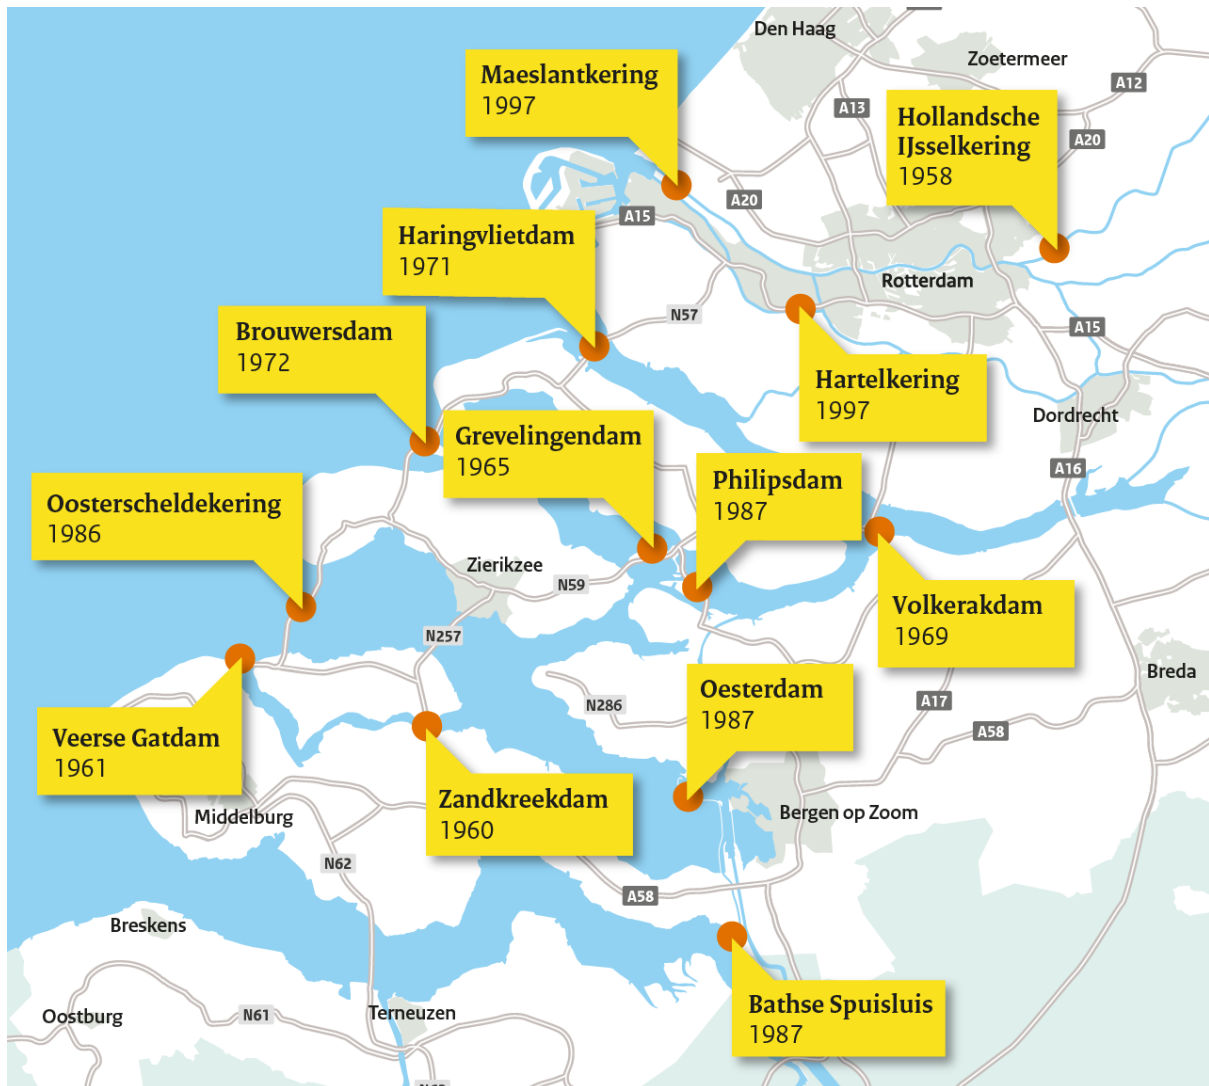 Den Haag
Zoetermeer
Maeslantkering
1997
A12
A13
Hollandsche
IJsselkering
1958
A20
A20
A15
Haringvlietdam
1971
Rotterdam
N57
Brouwersdam
1972
A15
Hartelkering
1997
Dordrecht
Grevelingendam
1965
A16
Philipsdam
1987
Oosterscheldekering
1986
Zierikzee
N59
Volkerakdam
1969
N257
Breda
Oesterdam
1987
N286
A17
A58
Veerse Gatdam
1961
Zandkreekdam
1960
Middelburg
Bergen op Zoom
N62
A58
Breskens
Bathse Spuisluis
1987
Oostburg
N61
Terneuzen